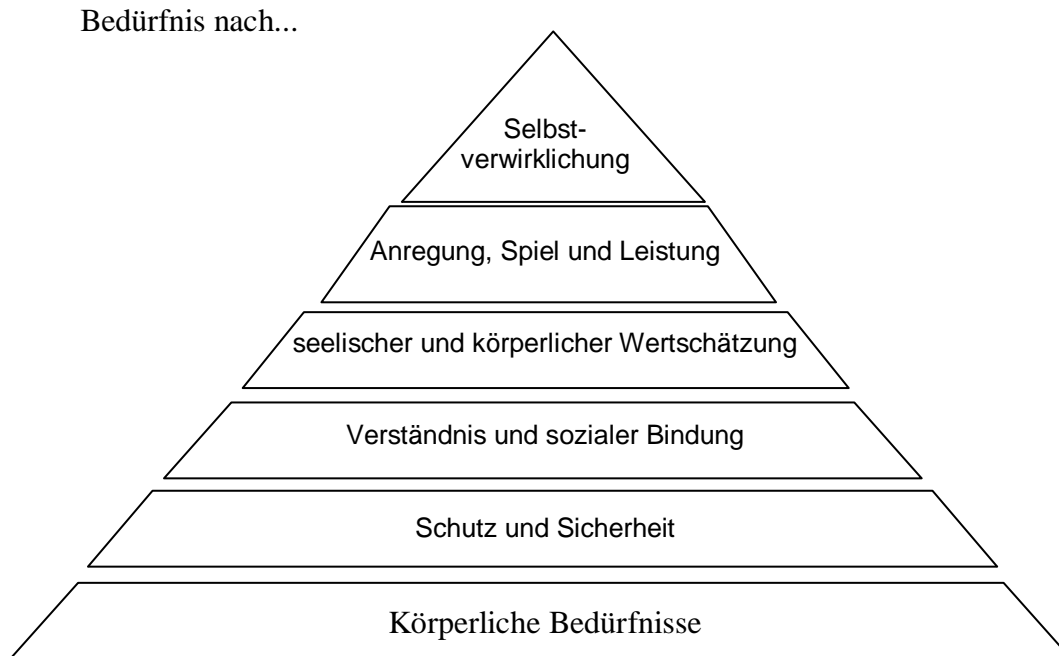 Bedürfnis nach...
Selbst-
verwirklichung
Anregung, Spiel und Leistung
seelischer und körperlicher Wertschätzung
Verständnis und sozialer Bindung
Schutz und Sicherheit
Körperliche Bedürfnisse